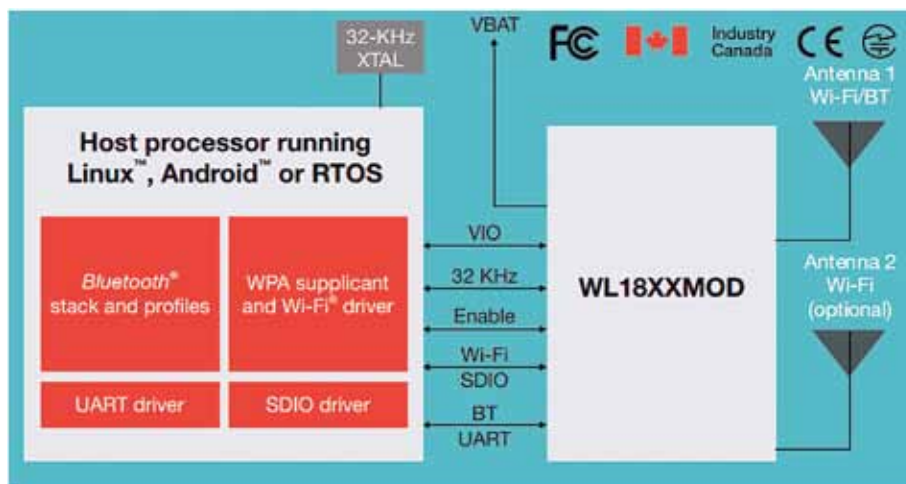 32-KHz
XTAL
VBAT
FC
Industry
Canada
CE
Antenna 1
Wi-Fi/BT
Host processor running
Linux™, Android™ or RTOS
Bluetooth®
stack and profiles
WPA supplicant
and Wi-Fi® driver
UART driver
SDIO driver
VIO
32 KHz
Enable
Wi-Fi
SDIO
BT
UART
WL18XXMOD
Antenna 2
Wi-Fi
(optional)